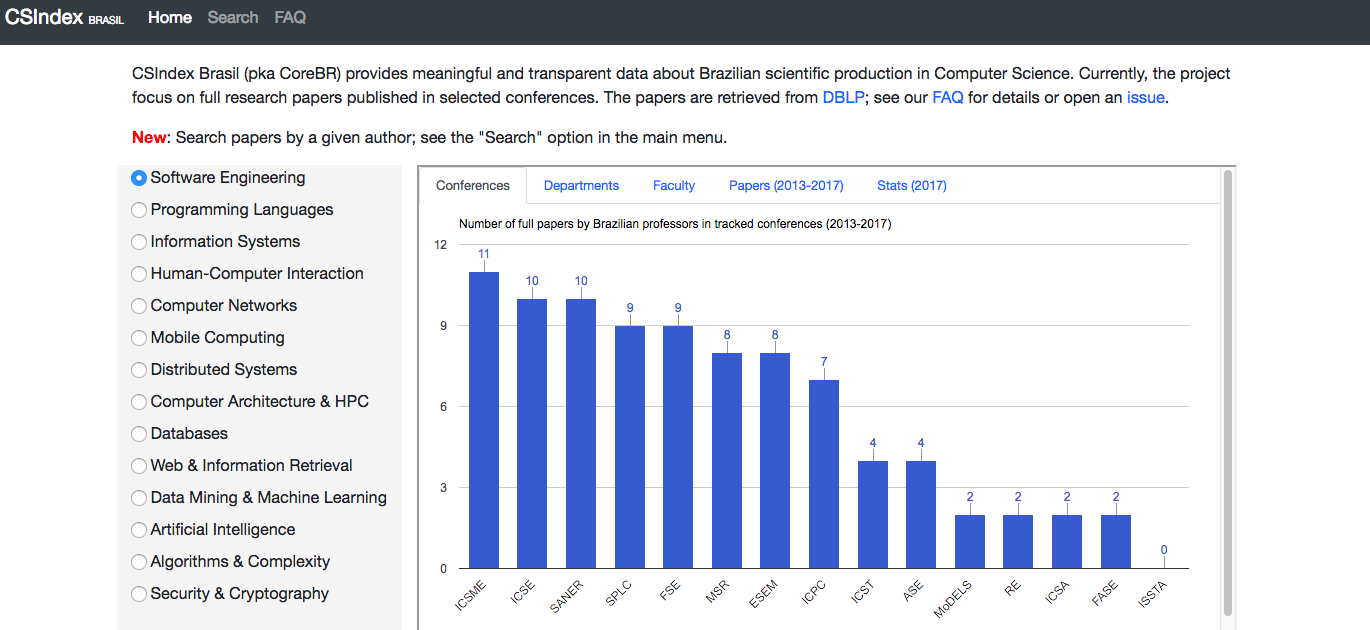 CSIndex BRASIL Home Search FAQ
CSIndex Brasil (pka CoreBR) provides meaningful and transparent data about Brazilian scientific production in Computer Science. Currently, the project
focus on full research papers published in selected conferences. The papers are retrieved from DBLP; see our FAQ for details or open an issue.
New: Search papers by a given author; see the "Search" option in the main menu.
Software Engineering
Programming Languages
Information Systems
Human-Computer Interaction
Computer Networks
Mobile Computing
Distributed Systems
Computer Architecture & HPC
Databases
Web & Information Retrieval
Data Mining & Machine Learning
Artificial Intelligence
Algorithms & Complexity
Security & Cryptography
Conferences Departments Faculty Papers (2013-2017) Stats (2017)
Number of full papers by Brazilian professors in tracked conferences (2013-2017)
12
9
6
3
0
11 10 10 9 9 8 8 7 4 4 2 2 2 2 0
ICSME ICSE SANER SPLC FSE MSR ESEM ICPC ICST ASE MoDELS RE ICSA FASE ISSTA